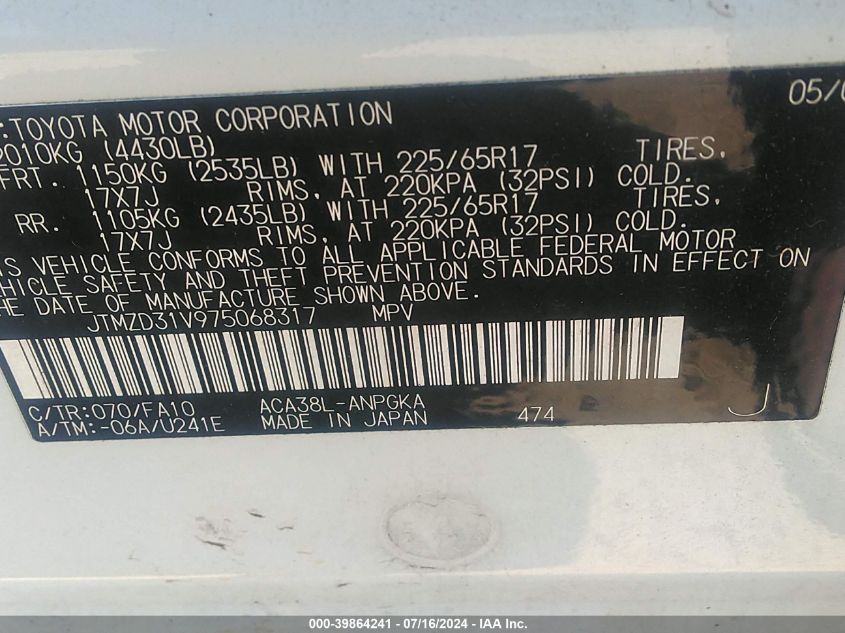 :TOYOTA MOTOR CORPORATION 05/0
2010KG (4430LB)
FRT. 1150KG (2535LB) WITH 225/65R17 TIRES,
17X7J RIMS, AT 220KPA (32PSI) COLD.
RR. 1105KG (2435LB) WITH 225/65R17 TIRES,
17X7J RIMS, AT 220KPA (32PSI) COLD.
IS VEHICLE CONFORMS TO ALL APPLICABLE FEDERAL MOTOR
EHICLE SAFETY AND THEFT PREVENTION STANDARDS IN EFFECT ON
HE DATE OF MANUFACTURE SHOWN ABOVE.
JTMZD31V975068317 MPV
C/TR:070/FA10 ACA38L-ANPGKA
A/TM:-06A/U241E MADE IN JAPAN 474 J
000-39864241 - 07/16/2024 - IAA Inc.